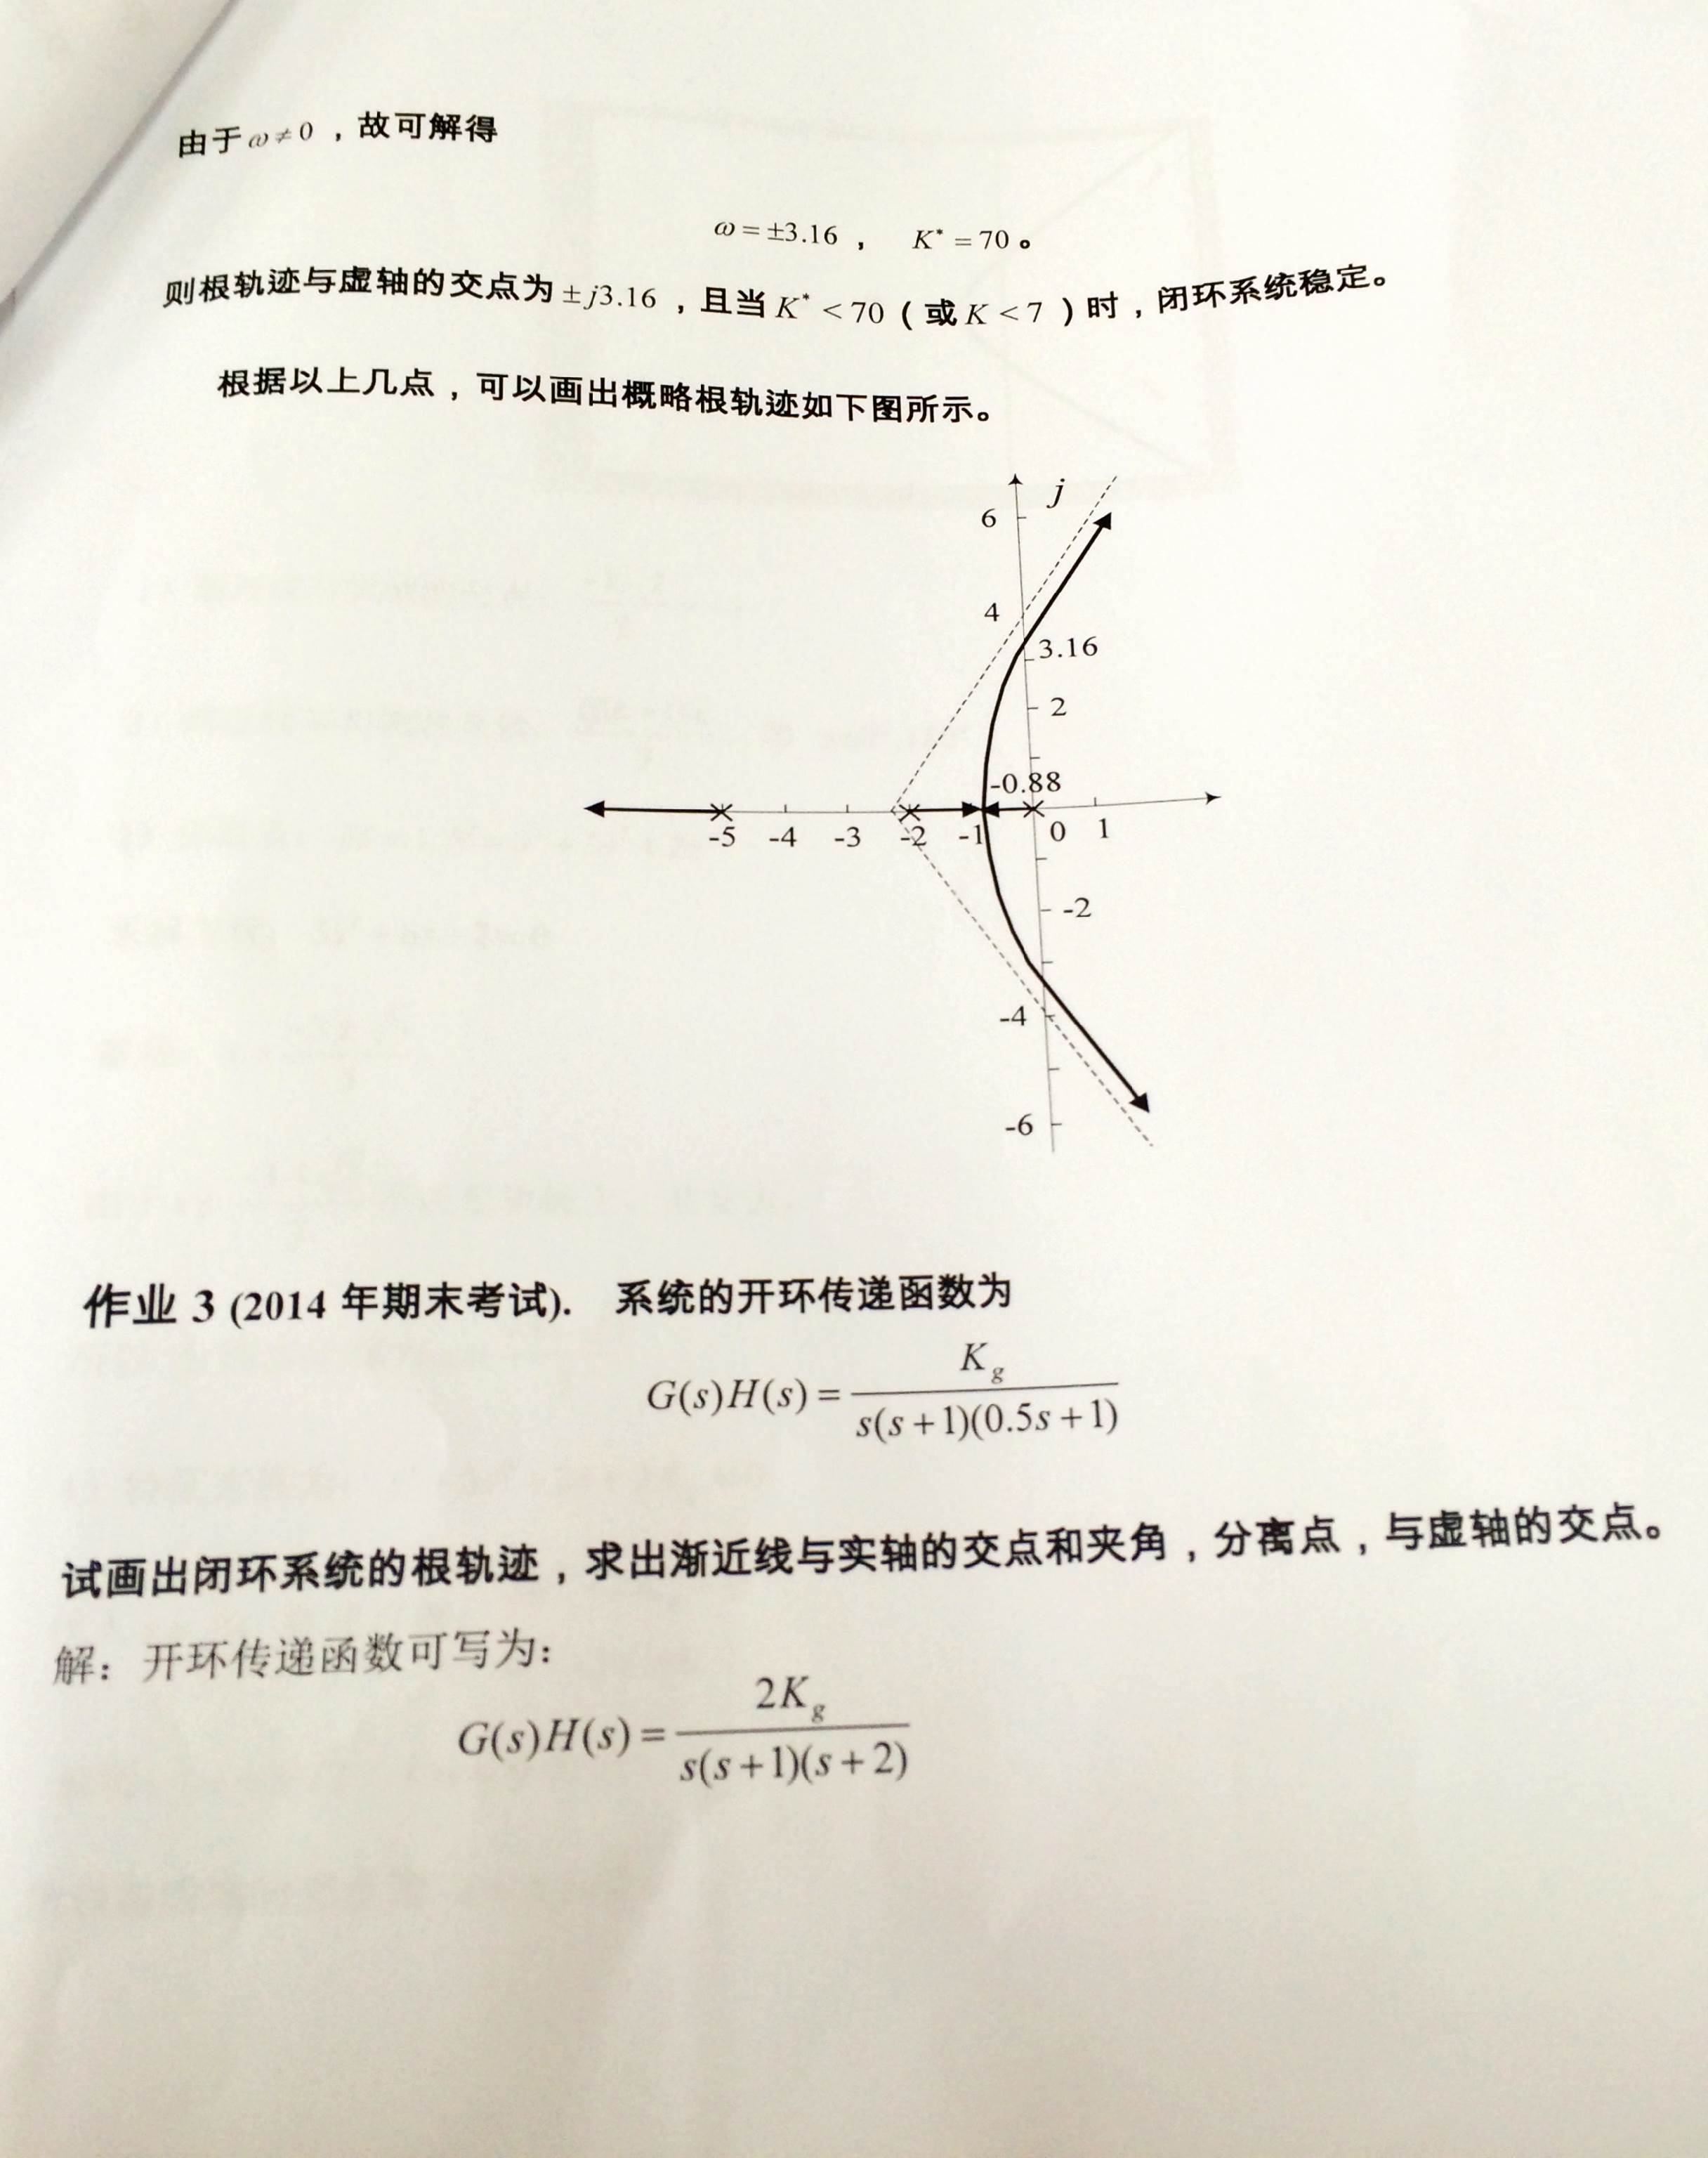 由于 ω≠0 ，故可解得
ω = ±3.16 ， K* = 70 。
则根轨迹与虚轴的交点为 ±j3.16 ，且当 K* < 70 （或 K < 7 ）时，闭环系统稳定。
根据以上几点，可以画出概略根轨迹如下图所示。
j
6
4
3.16
2
-0.88
-5 -4 -3 -2 -1 0 1
-2
-4
-6
作业 3 (2014 年期末考试). 系统的开环传递函数为
G(s)H(s) = K_g / s(s+1)(0.5s+1)
试画出闭环系统的根轨迹，求出渐近线与实轴的交点和夹角，分离点，与虚轴的交点。
解：开环传递函数可写为：
G(s)H(s) = 2K_g / s(s+1)(s+2)